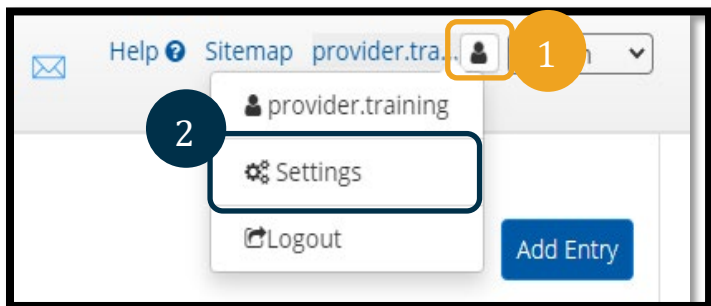 Help Sitemap provider.tra... 1
provider.training
2
Settings
Logout
Add Entry